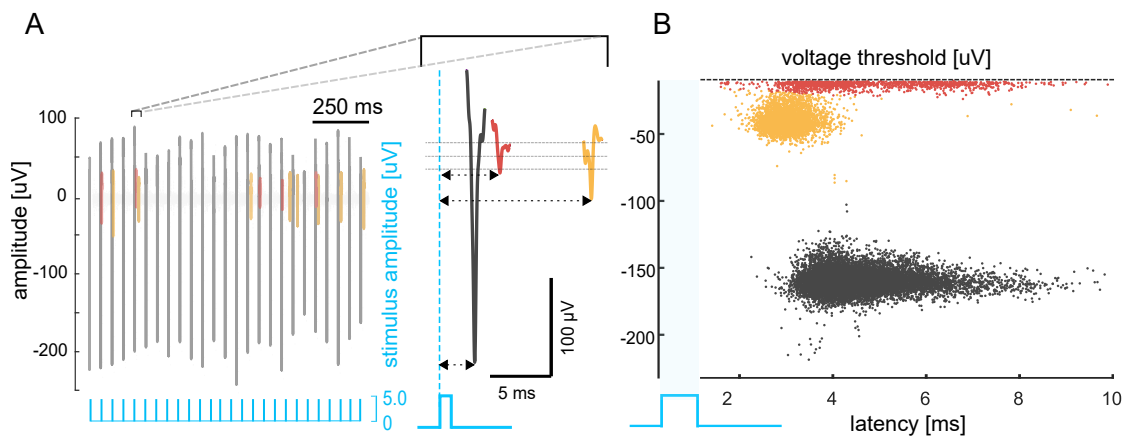 A
250 ms
100
0
-100
-200
amplitude [uV]
stimulus amplitude [uV]
5.0
0
100 µV
5 ms
B
voltage threshold [uV]
-50
-100
-150
-200
2 4 6 8 10
latency [ms]